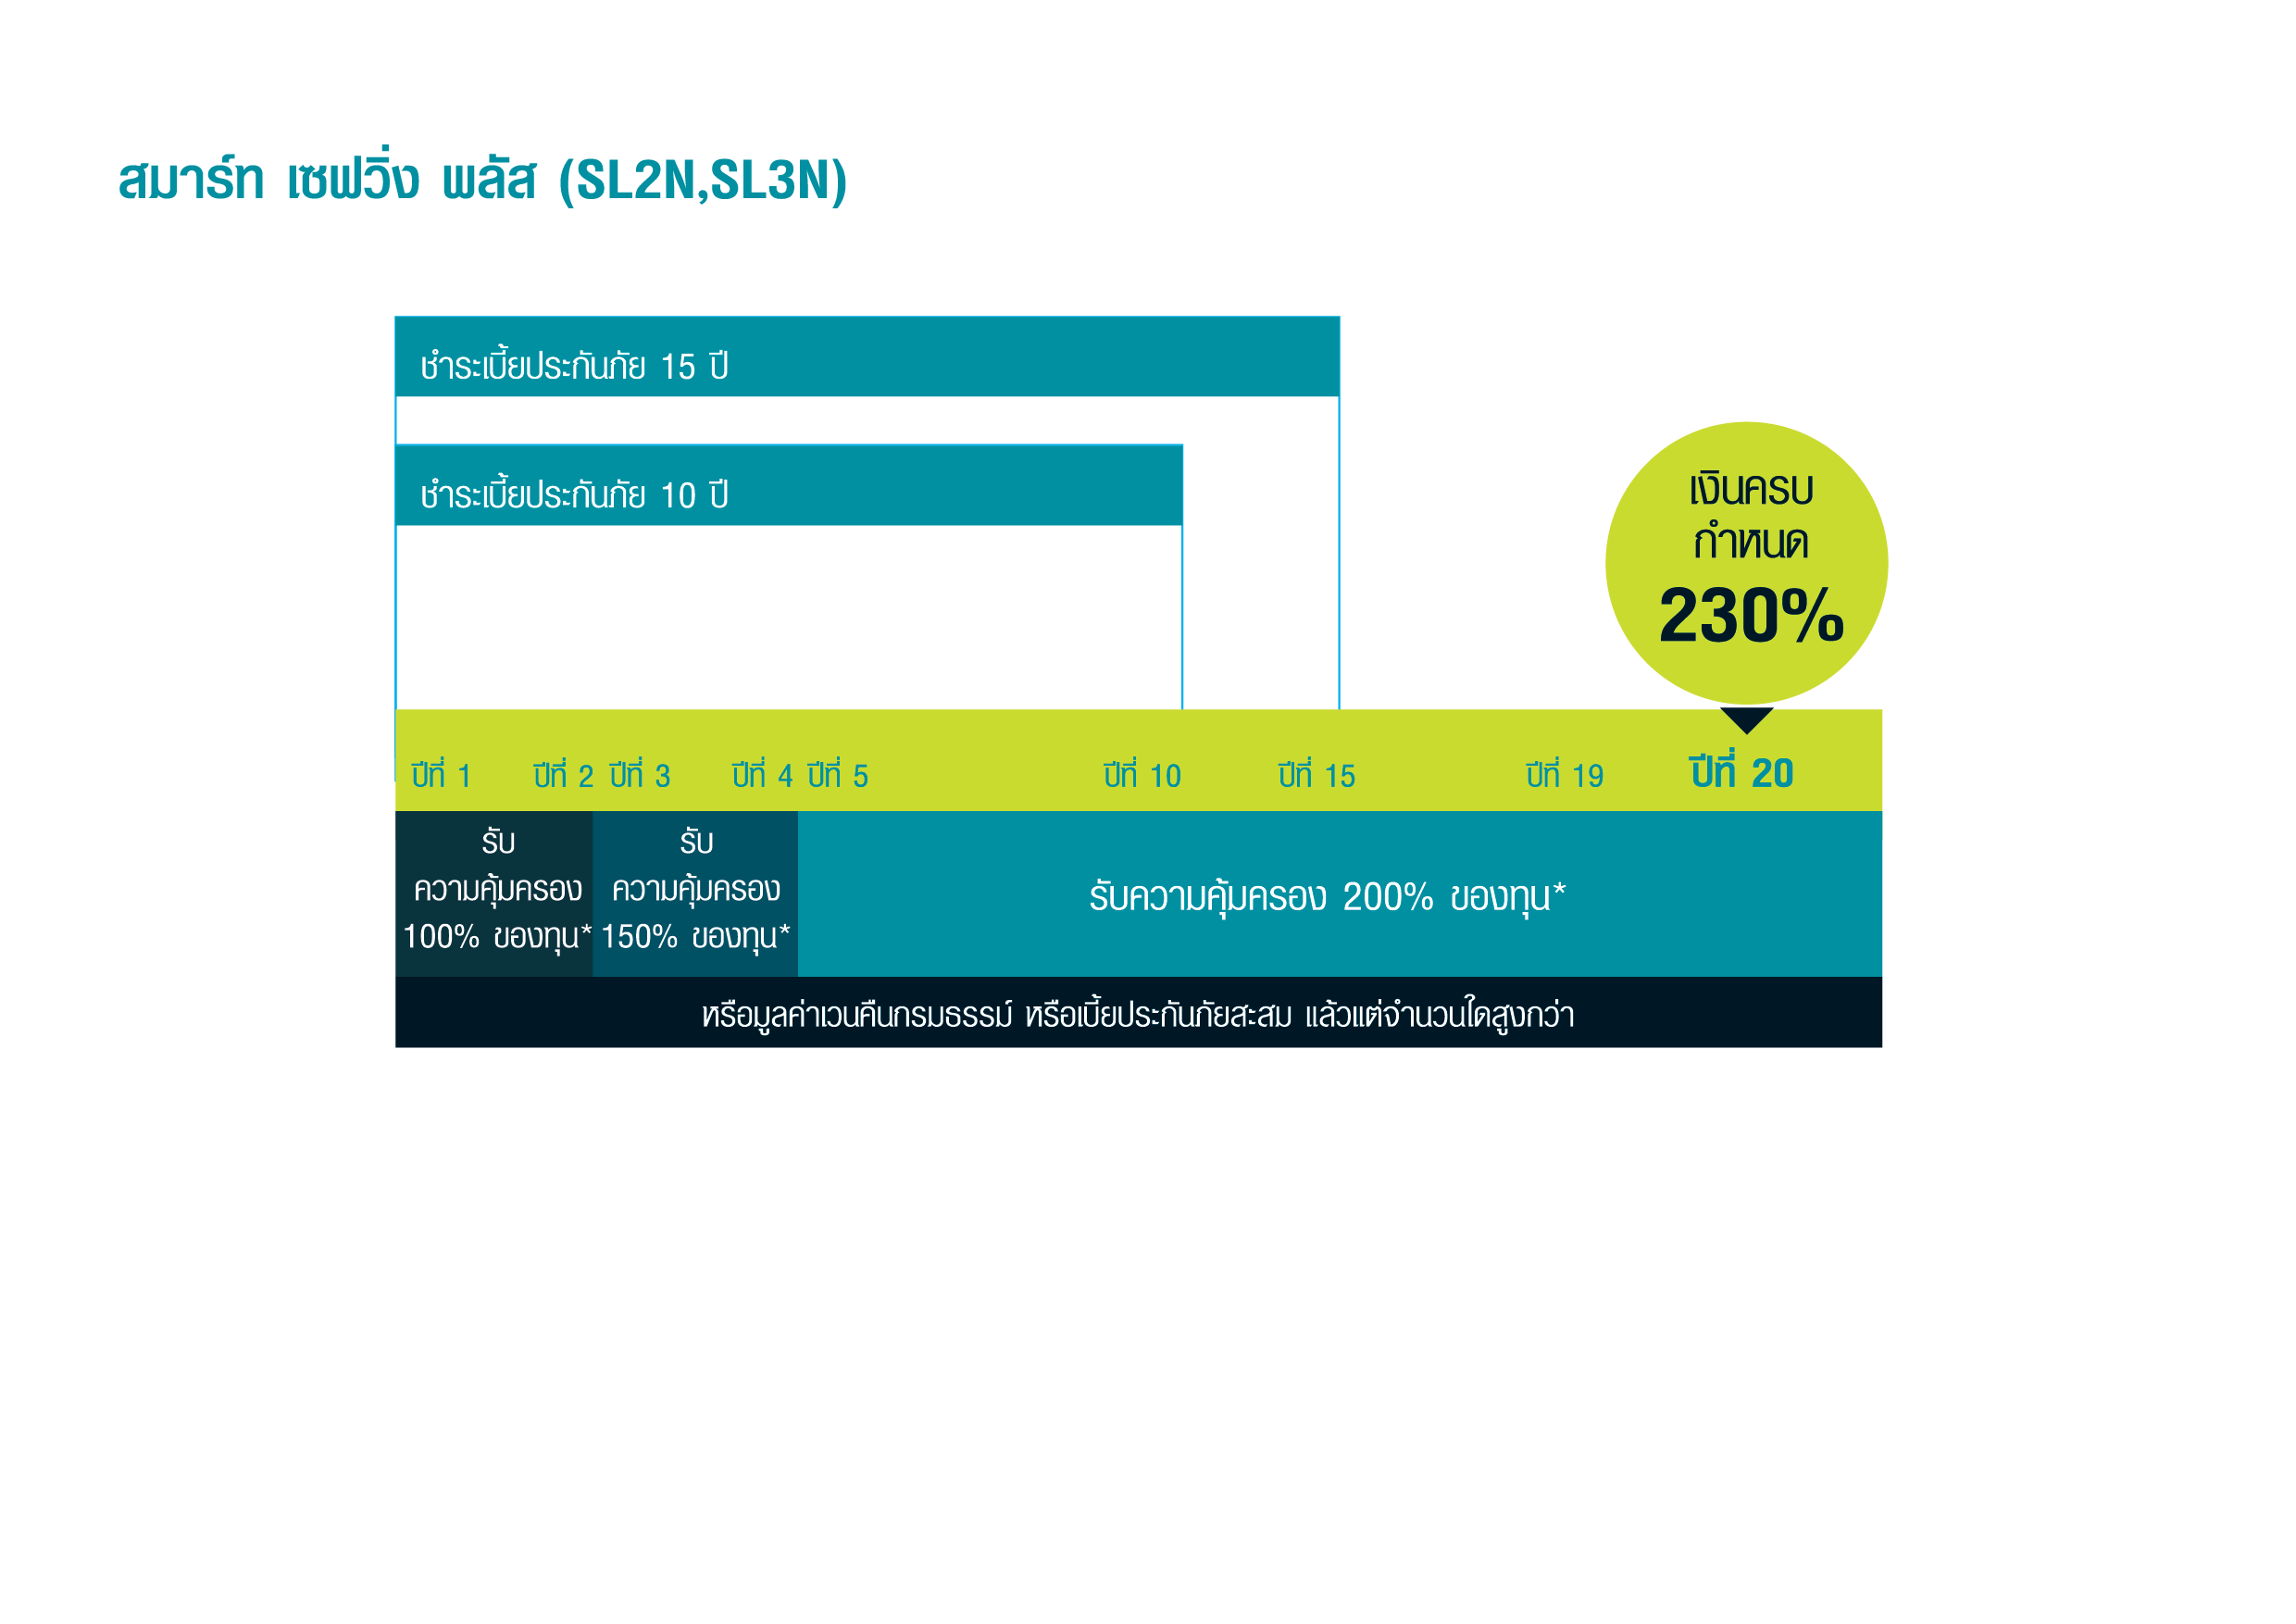 สมาร์ท เซฟวิ่ง พลัส (SL2N,SL3N)
ชำระเบี้ยประกันภัย 15 ปี
ชำระเบี้ยประกันภัย 10 ปี
เงินครบ
กำหนด
230%
ปีที่ 1 ปีที่ 2 ปีที่ 3 ปีที่ 4 ปีที่ 5 ปีที่ 10 ปัที่ 15 ปีที่ 19 ปีที่ 20
รับ
ความคุ้มครอง
100% ของทุน*
รับ
ความคุ้มครอง
150% ของทุน*
รับความคุ้มครอง 200% ของทุน*
หรือมูลค่าเวนคืนกรมธรรม์ หรือเบี้ยประกันภัยสะสม แล้วแต่จำนวนใดสูงกว่า